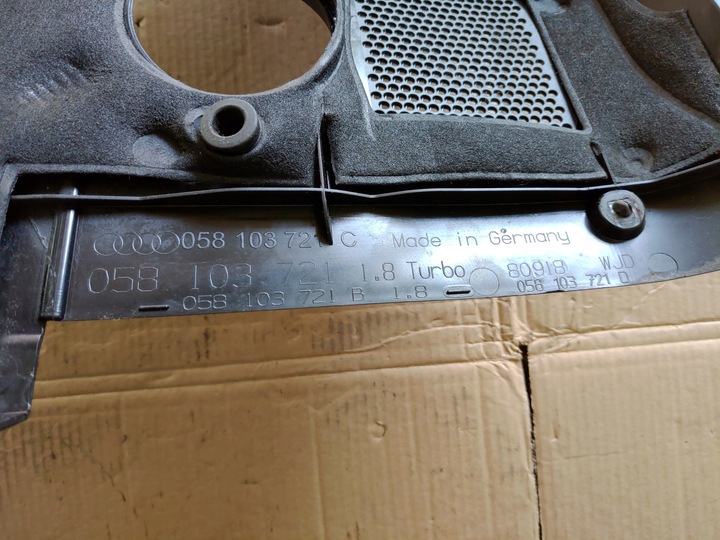 058 103 721 C Made in Germany
058 103 721 1.8 Turbo 80918 WJD
058 103 721 B 1.8 058 103 721 D